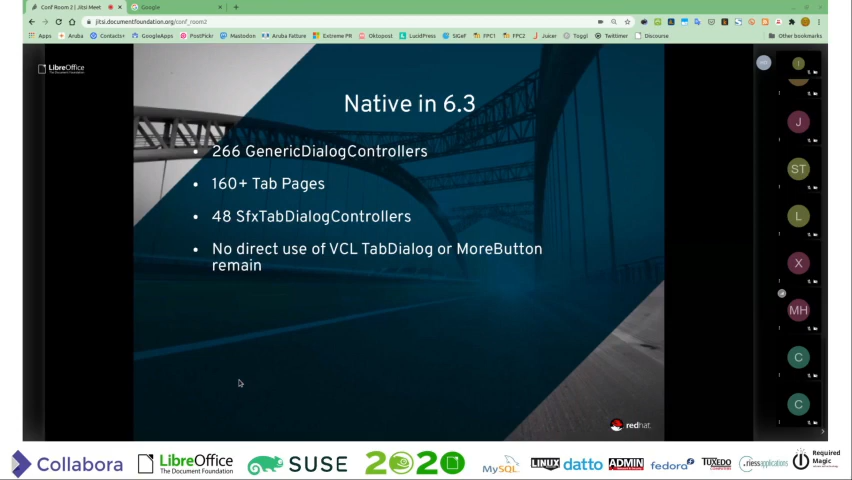 Conf Room 2 | Jitsi Meet
Google
jitsi.documentfoundation.org/conf_room2
Apps Aruba Contacts+ GoogleApps PostPickr Mastodon Aruba Fatture Extreme PR Oktopost LucidPress SIGeF FPC1 FPC2 Juicer Toggl Twittimer Discourse Other bookmarks
LibreOffice
The Document Foundation
Native in 6.3
• 266 GenericDialogControllers
• 160+ Tab Pages
• 48 SfxTabDialogControllers
• No direct use of VCL TabDialog or MoreButton
remain
redhat
I
J
ST
L
X
MH
C
C
Collabora
LibreOffice
The Document Foundation
SUSE
2020
MySQL
LINUX
datto
ADMIN
fedora
TUXEDO
riess applications
Required
Magic